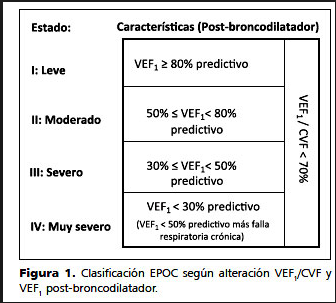 Estado: Características (Post-broncodilatador)
I: Leve VEF₁ ≥ 80% predictivo
II: Moderado 50% ≤ VEF₁< 80%
predictivo
III: Severo 30% ≤ VEF₁< 50%
predictivo
VEF₁ < 30% predictivo
IV: Muy severo (VEF₁ < 50% predictivo más falla
respiratoria crónica)
VEF₁ / CVF < 70%
Figura 1. Clasificación EPOC según alteración VEF₁/CVF y
VEF₁ post-broncodilatador.